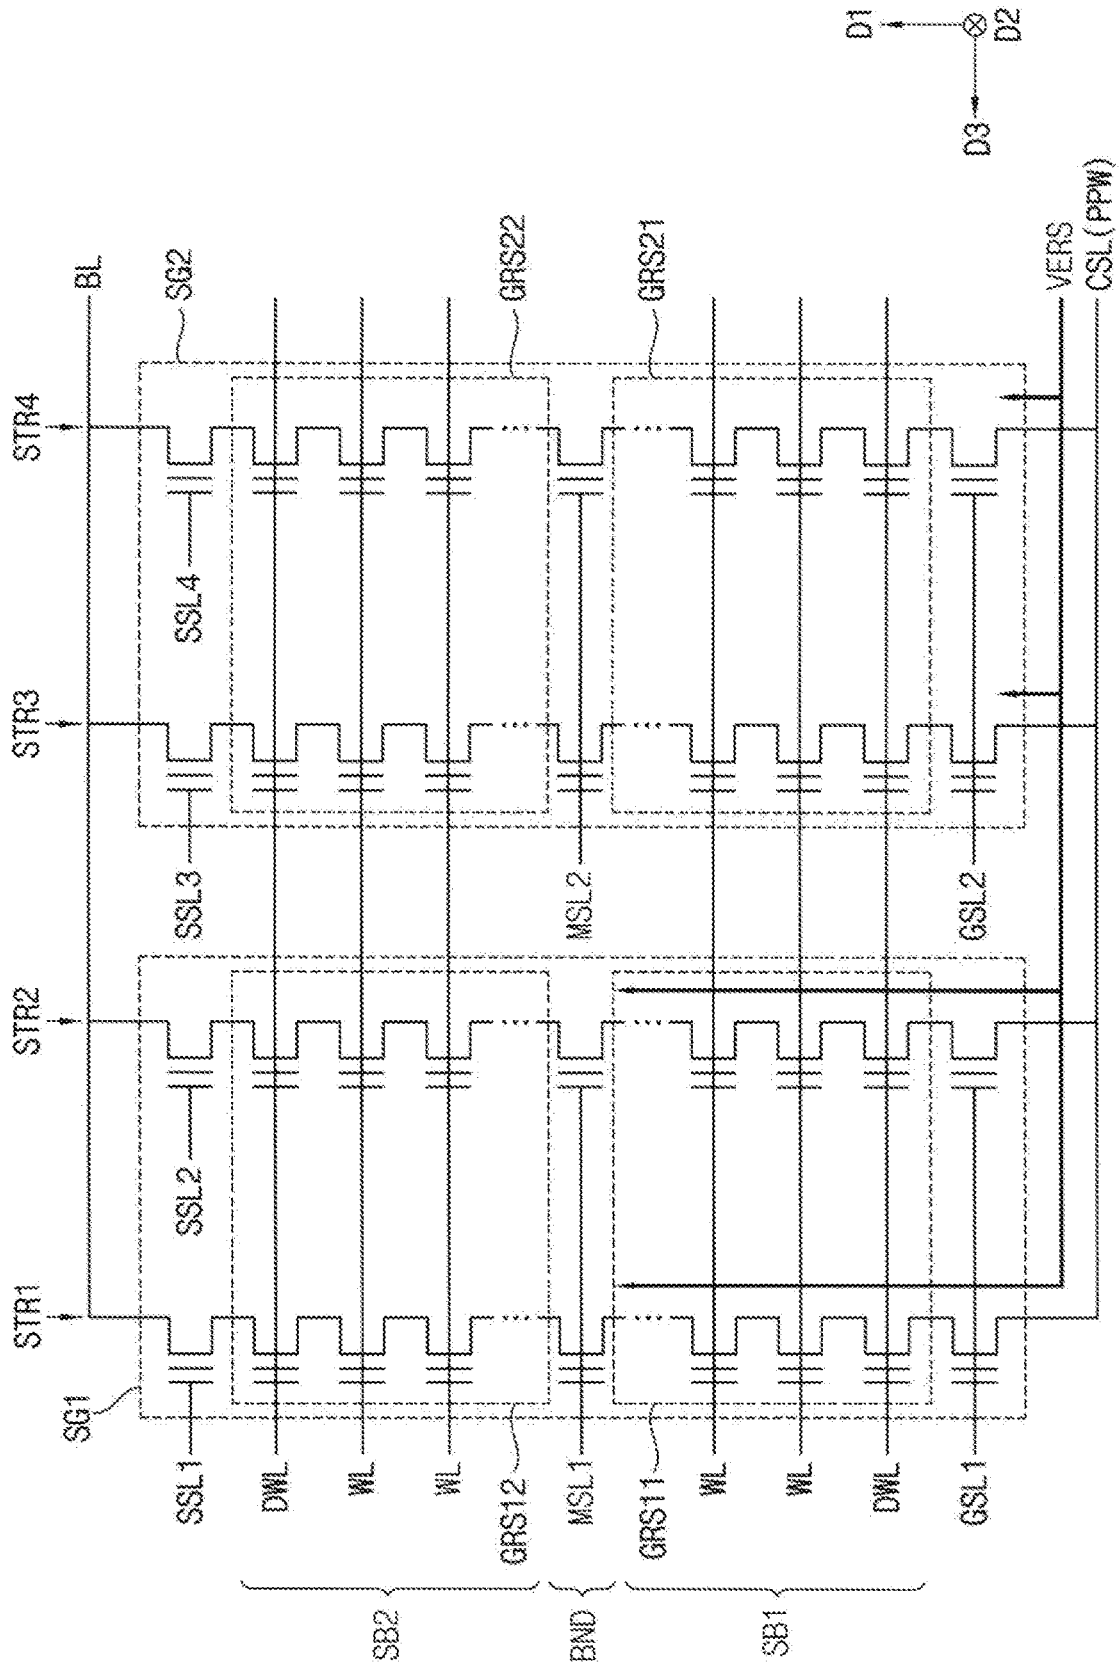 STR1
STR2
STR3
STR4
SG1
BL
SG2
SSL1
SSL2
SSL3
SSL4
DWL
WL
WL
GRS12
GRS22
MSL1
MSL2
GRS11
GRS21
WL
WL
DWL
GSL1
GSL2
VERS
CSL(PPW)
SB2
BND
SB1
D1
D2
D3